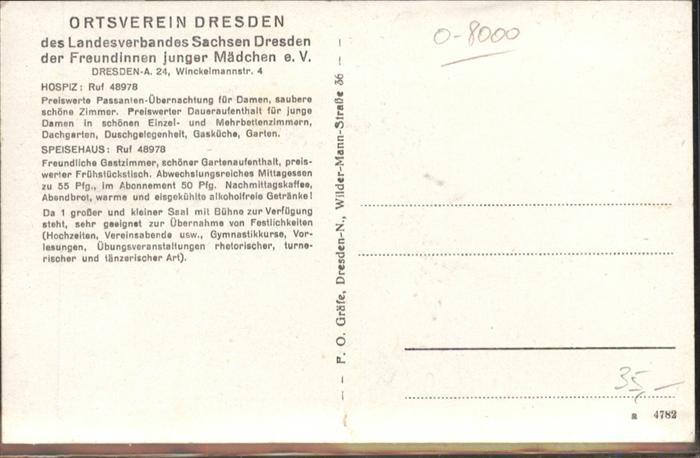 ORTSVEREIN DRESDEN
des Landesverbandes Sachsen Dresden
der Freundinnen junger Mädchen e. V.
DRESDEN-A. 24, Winckelmannstr. 4
HOSPIZ: Ruf 48978
Preiswerte Passanten-Übernachtung für Damen, saubere
schöne Zimmer. Preiswerter Daueraufenthalt für junge
Damen in schönen Einzel- und Mehrbettenzimmern,
Dachgarten, Duschgelegenheit, Gasküche, Garten.
SPEISEHAUS: Ruf 48978
Freundliche Gastzimmer, schöner Gartenaufenthalt, preis-
werter Frühstückstisch. Abwechslungsreiches Mittagessen
zu 55 Pfg., im Abonnement 50 Pfg. Nachmittagskaffee,
Abendbrot, warme und eisgekühlte alkoholfreie Getränke!
Da 1 großer und kleiner Saal mit Bühne zur Verfügung
steht, sehr geeignet zur Übernahme von Festlichkeiten
(Hochzeiten, Vereinsabende usw., Gymnastikkurse, Vor-
lesungen, Übungsveranstaltungen rhetorischer, turne-
rischer und tänzerischer Art).
— — P. O. Gräfe, Dresden-N., Wilder-Mann-Straße 36 — —
O-8000
35,—
a 4782